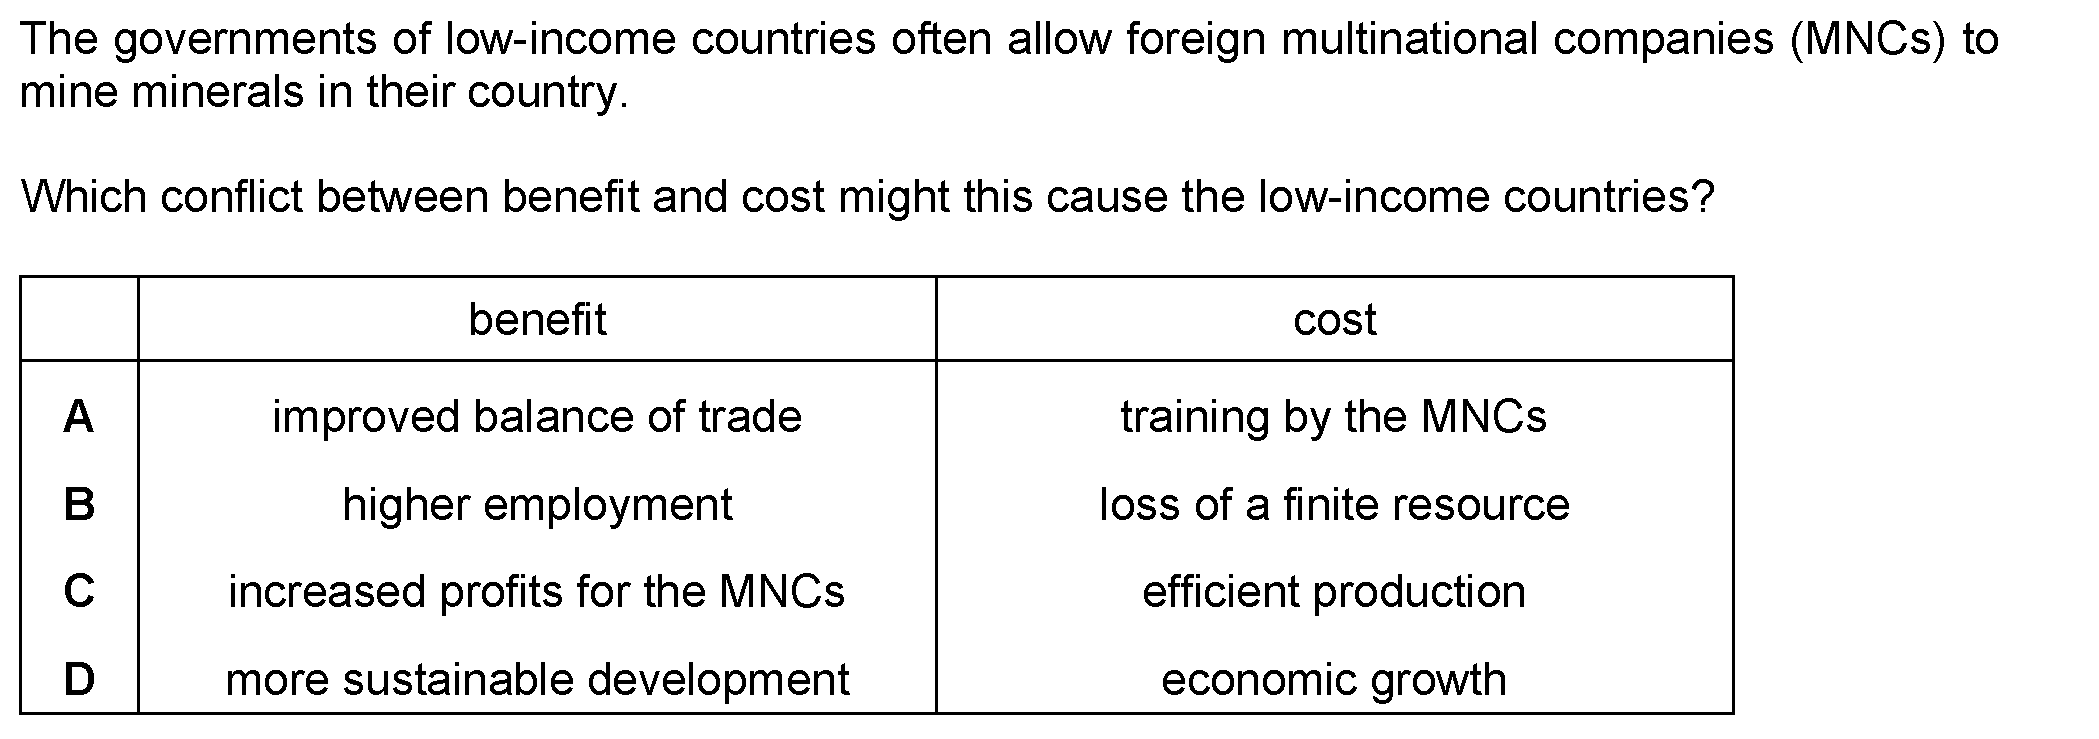 The governments of low-income countries often allow foreign multinational companies (MNCs) to
mine minerals in their country.
Which conflict between benefit and cost might this cause the low-income countries?
benefit cost
A improved balance of trade training by the MNCs
B higher employment loss of a finite resource
C increased profits for the MNCs efficient production
D more sustainable development economic growth